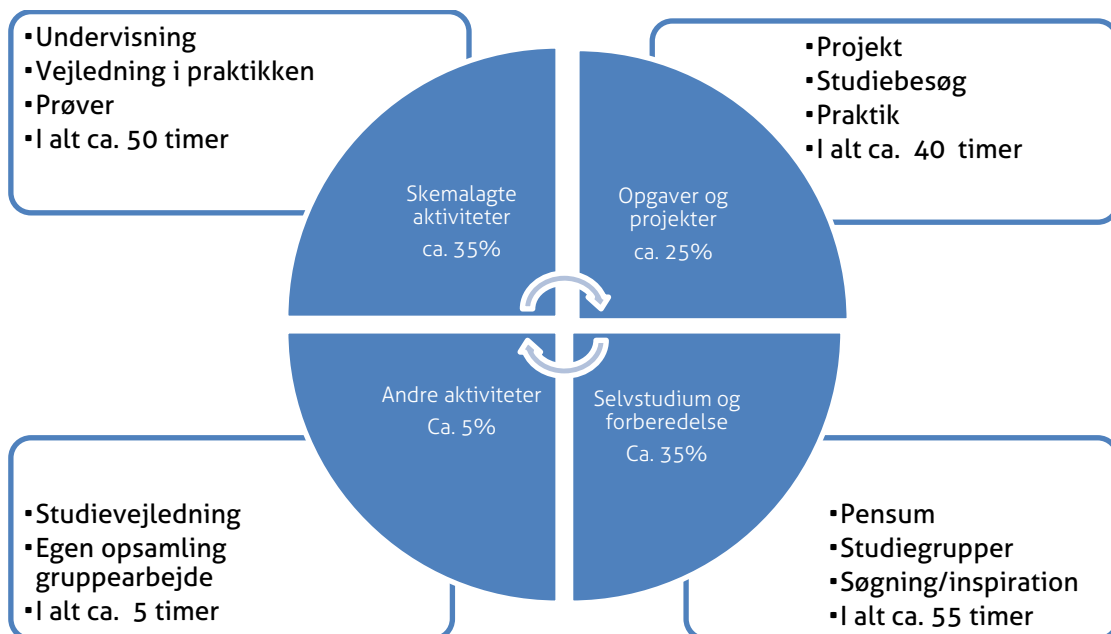 ▪Undervisning
▪Vejledning i praktikken
▪Prøver
▪I alt ca. 50 timer
▪Projekt
▪Studiebesøg
▪Praktik
▪I alt ca. 40 timer
Skemalagte
aktiviteter
ca. 35%
Opgaver og
projekter
ca. 25%
Andre aktiviteter
Ca. 5%
Selvstudium og
forberedelse
Ca. 35%
▪Studievejledning
▪Egen opsamling
gruppearbejde
▪I alt ca. 5 timer
▪Pensum
▪Studiegrupper
▪Søgning/inspiration
▪I alt ca. 55 timer